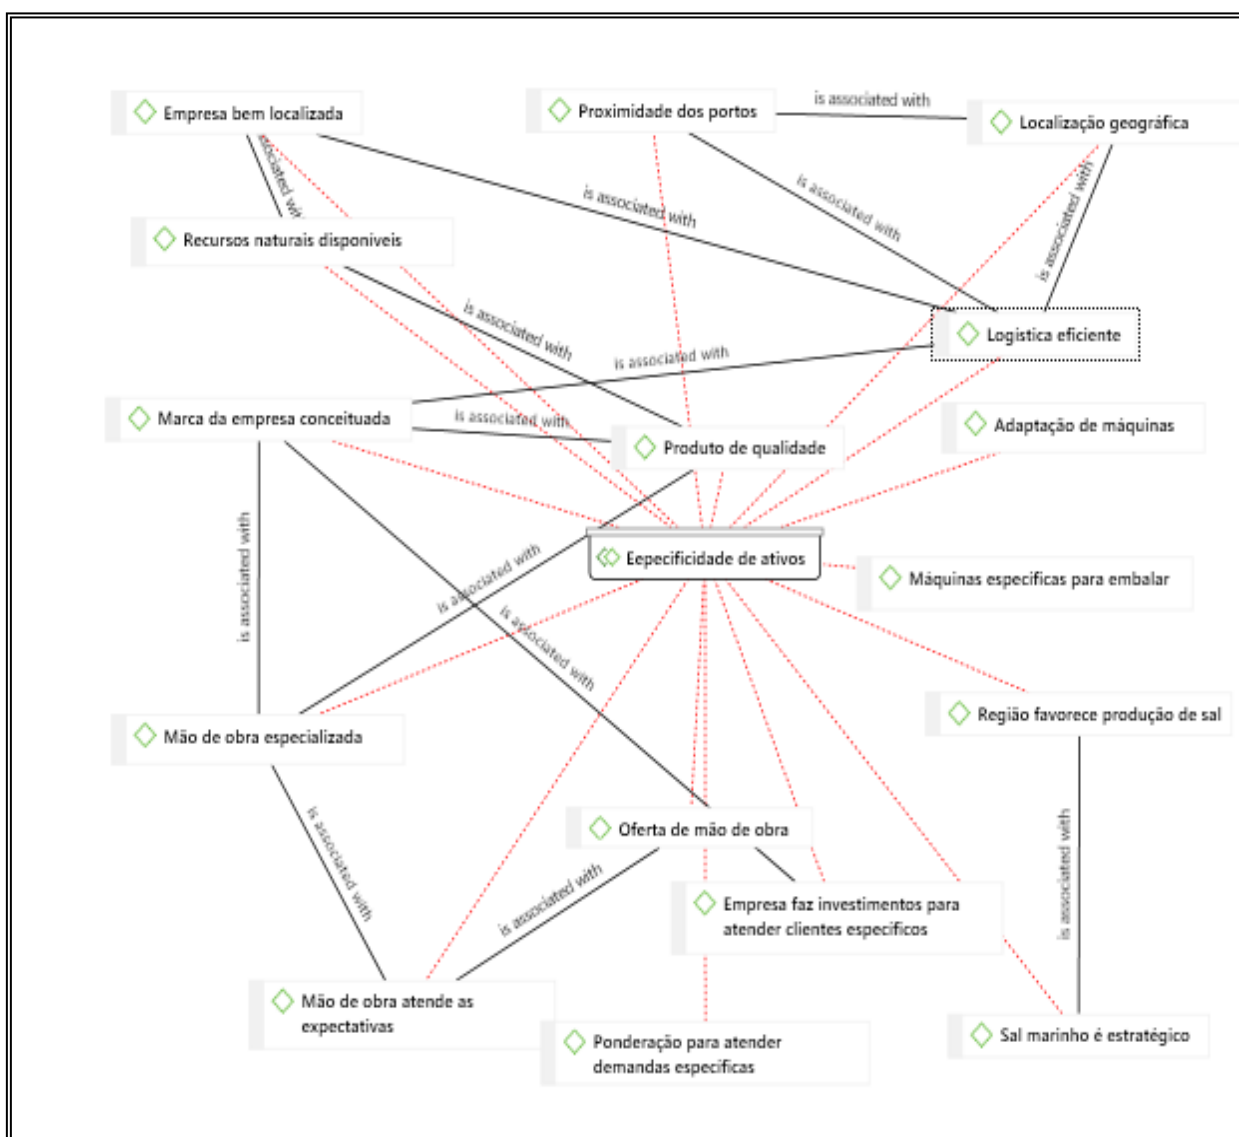 Empresa bem localizada
Proximidade dos portos
is associated with
Localização geográfica
associated with
is associated with
is associated with
is associated with
Recursos naturais disponiveis
is associated with
Logistica eficiente
is associated with
Marca da empresa conceituada
is associated with
Adaptação de máquinas
Produto de qualidade
is associated with
Eepecificidade de ativos
is associated with
Máquinas especificas para embalar
is associated with
Mão de obra especializada
Região favorece produção de sal
is associated with
Oferta de mão de obra
is associated with
is associated with
Empresa faz investimentos para
atender clientes especificos
Mão de obra atende as
expectativas
Ponderação para atender
demandas específicas
Sal marinho é estratégico